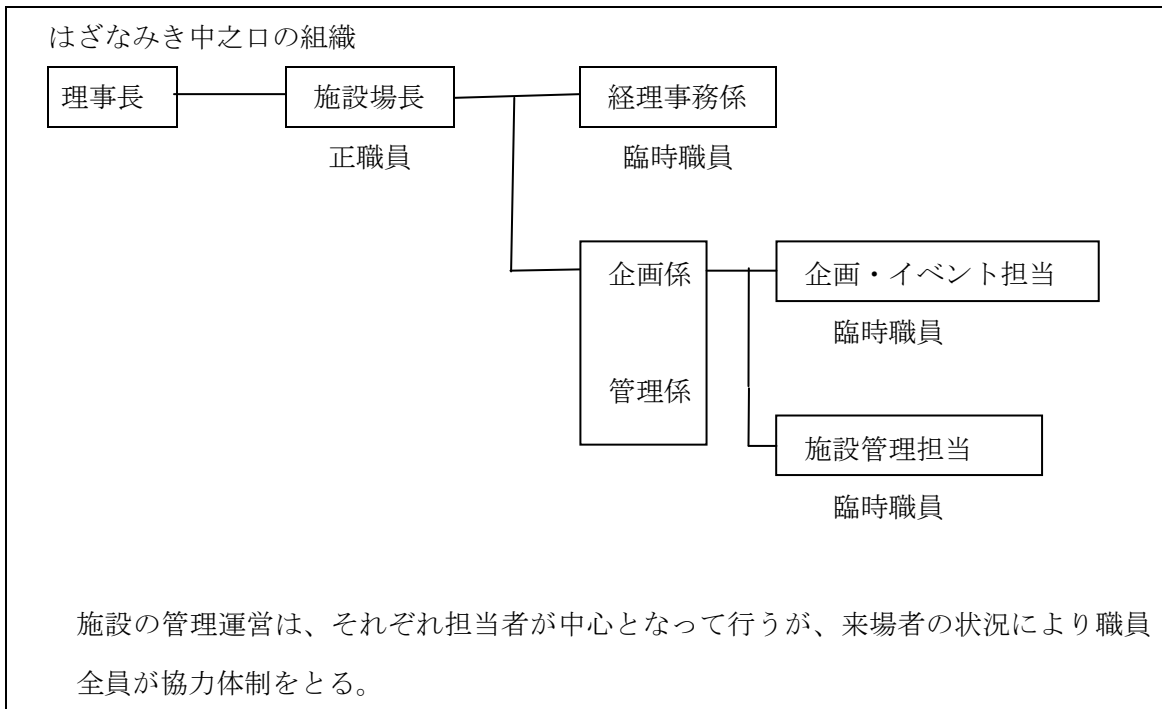 はざなみき中之口の組織
理事長
施設場長
経理事務係
正職員
臨時職員
企画係
企画・イベント担当
臨時職員
管理係
施設管理担当
臨時職員
施設の管理運営は、それぞれ担当者が中心となって行うが、来場者の状況により職員
全員が協力体制をとる。